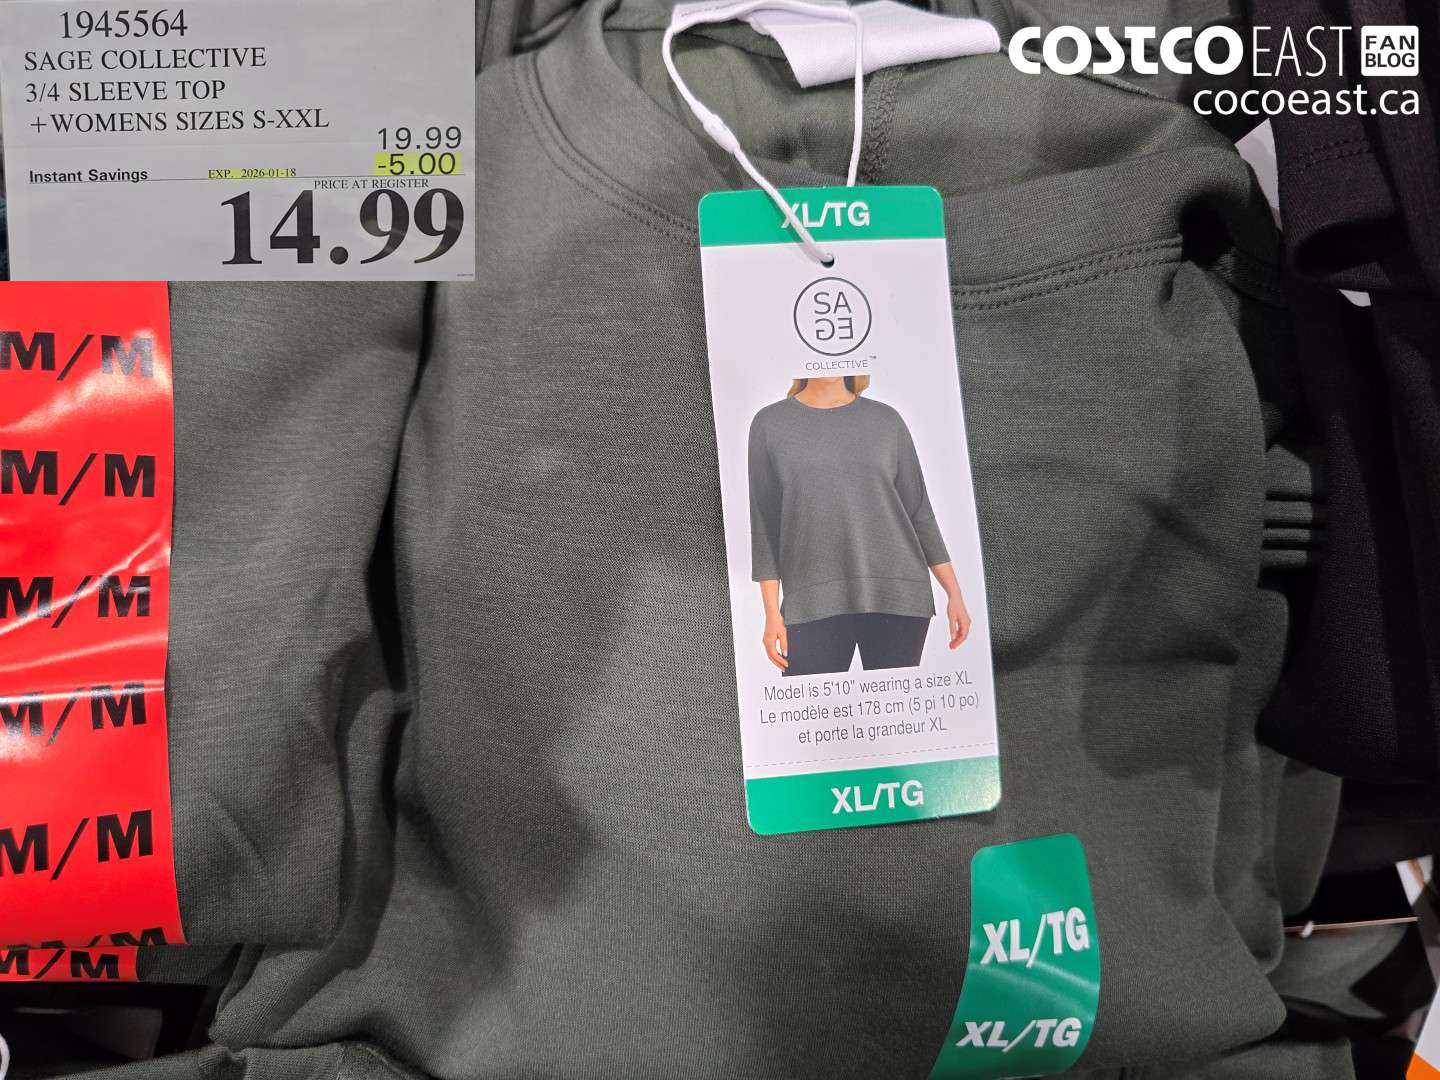 1945564
SAGE COLLECTIVE
3/4 SLEEVE TOP
+WOMENS SIZES S-XXL
19.99
Instant Savings EXP. 2026-01-18 -5.00
PRICE AT REGISTER
14.99
COSTCO EAST FAN BLOG
cocoeast.ca
XL/TG
SA
GE
COLLECTIVE™
Model is 5'10" wearing a size XL
Le modèle est 178 cm (5 pi 10 po)
et porte la grandeur XL
XL/TG
XL/TG
XL/TG
M/M
M/M
M/M
M/M
M/M
M/M
M/M